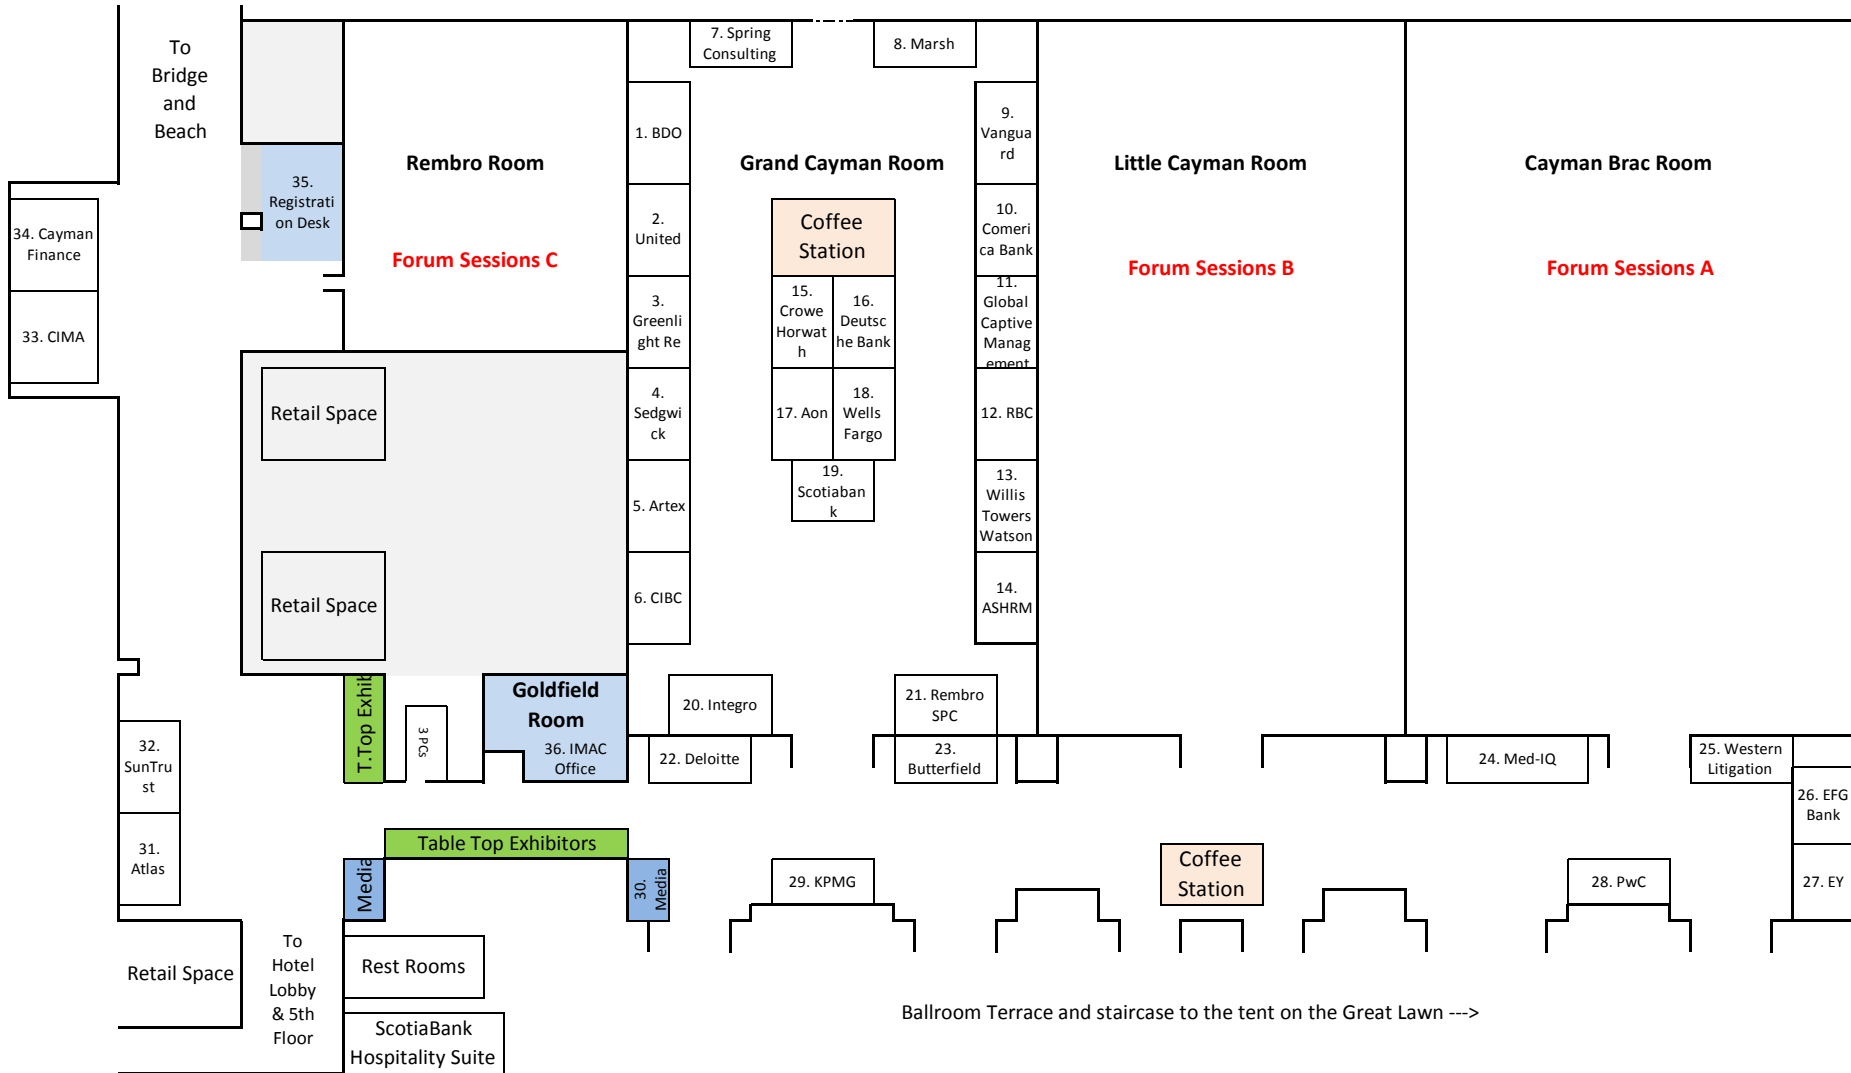 To
Bridge
and
Beach
7. Spring
Consulting
8. Marsh
1. BDO
9.
Vangua
rd
Rembro Room
Grand Cayman Room
Little Cayman Room
Cayman Brac Room
35.
Registrati
on Desk
34. Cayman
Finance
33. CIMA
Forum Sessions C
2.
United
Coffee
Station
10.
Comeri
ca Bank
Forum Sessions B
Forum Sessions A
3.
Greenli
ght Re
15.
Crowe
Horwat
h
16.
Deutsc
he Bank
11.
Global
Captive
Manag
ement
Retail Space
4.
Sedgwi
ck
17. Aon
18.
Wells
Fargo
12. RBC
19.
Scotiaban
k
5. Artex
13.
Willis
Towers
Watson
Retail Space
6. CIBC
14.
ASHRM
T.Top Exhib
3 PCs
Goldfield
Room
36. IMAC
Office
20. Integro
21. Rembro
SPC
22. Deloitte
23.
Butterfield
24. Med-IQ
25. Western
Litigation
26. EFG
Bank
32.
SunTru
st
31.
Atlas
Table Top Exhibitors
Media
30.
Media
29. KPMG
Coffee
Station
28. PwC
27. EY
Retail Space
To
Hotel
Lobby
& 5th
Floor
Rest Rooms
ScotiaBank
Hospitality Suite
Ballroom Terrace and staircase to the tent on the Great Lawn --->